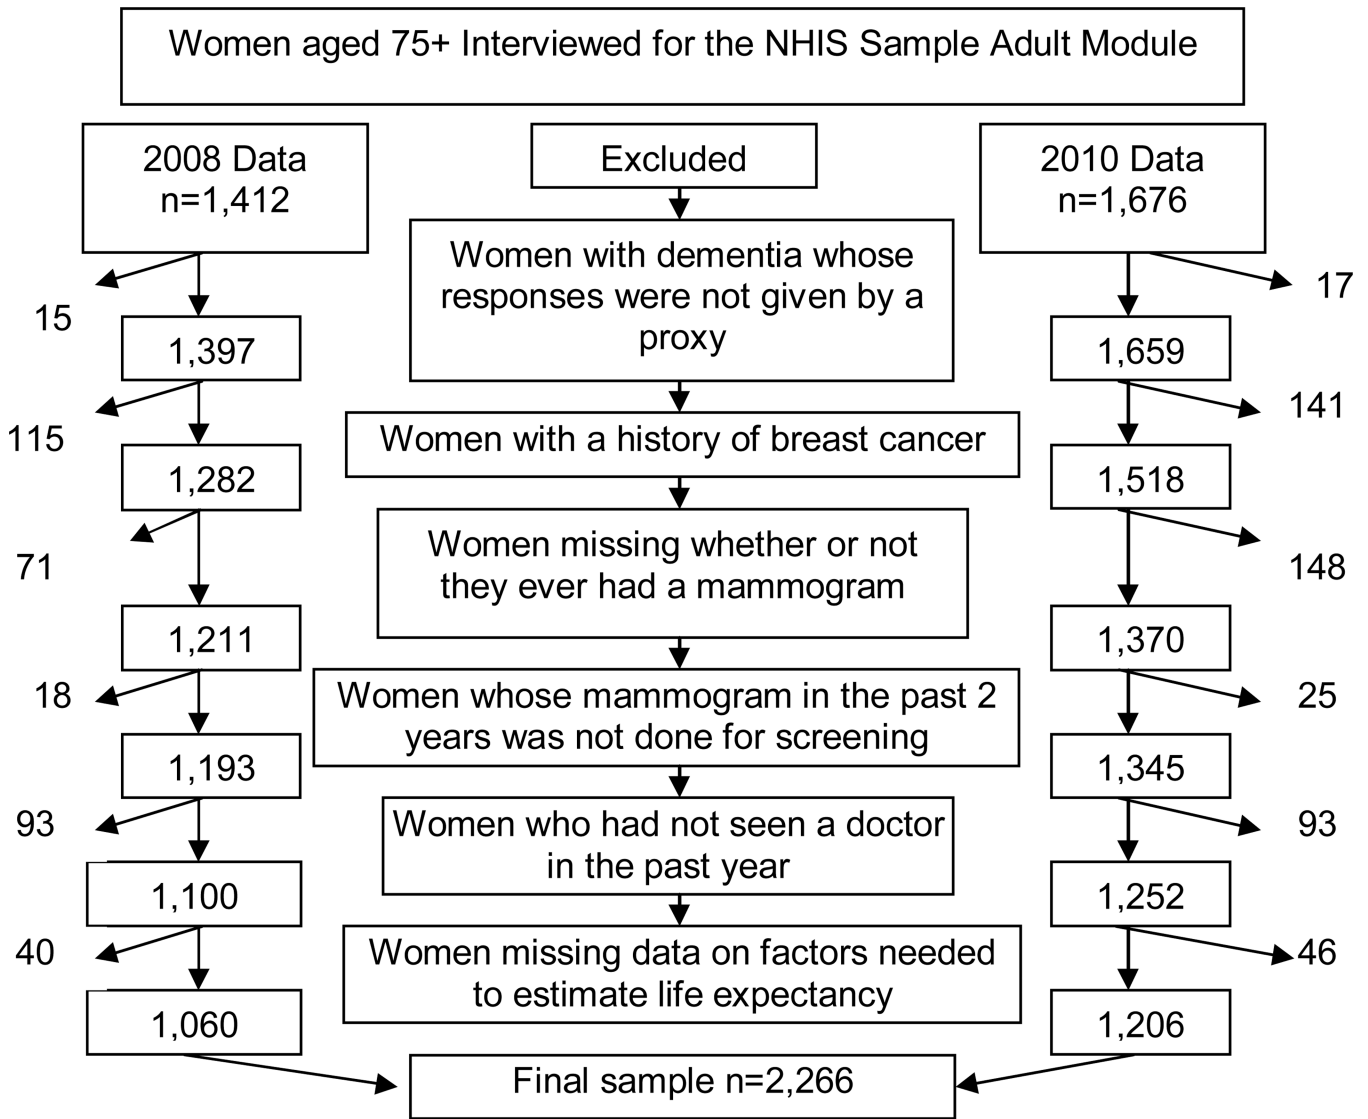 Women aged 75+ Interviewed for the NHIS Sample Adult Module
2008 Data
n=1,412
Excluded
2010 Data
n=1,676
Women with dementia whose
responses were not given by a
proxy
15
17
1,397
1,659
Women with a history of breast cancer
115
141
1,282
1,518
Women missing whether or not
they ever had a mammogram
71
148
1,211
1,370
Women whose mammogram in the past 2
years was not done for screening
18
25
1,193
1,345
Women who had not seen a doctor
in the past year
93
93
1,100
1,252
Women missing data on factors needed
to estimate life expectancy
40
46
1,060
1,206
Final sample n=2,266